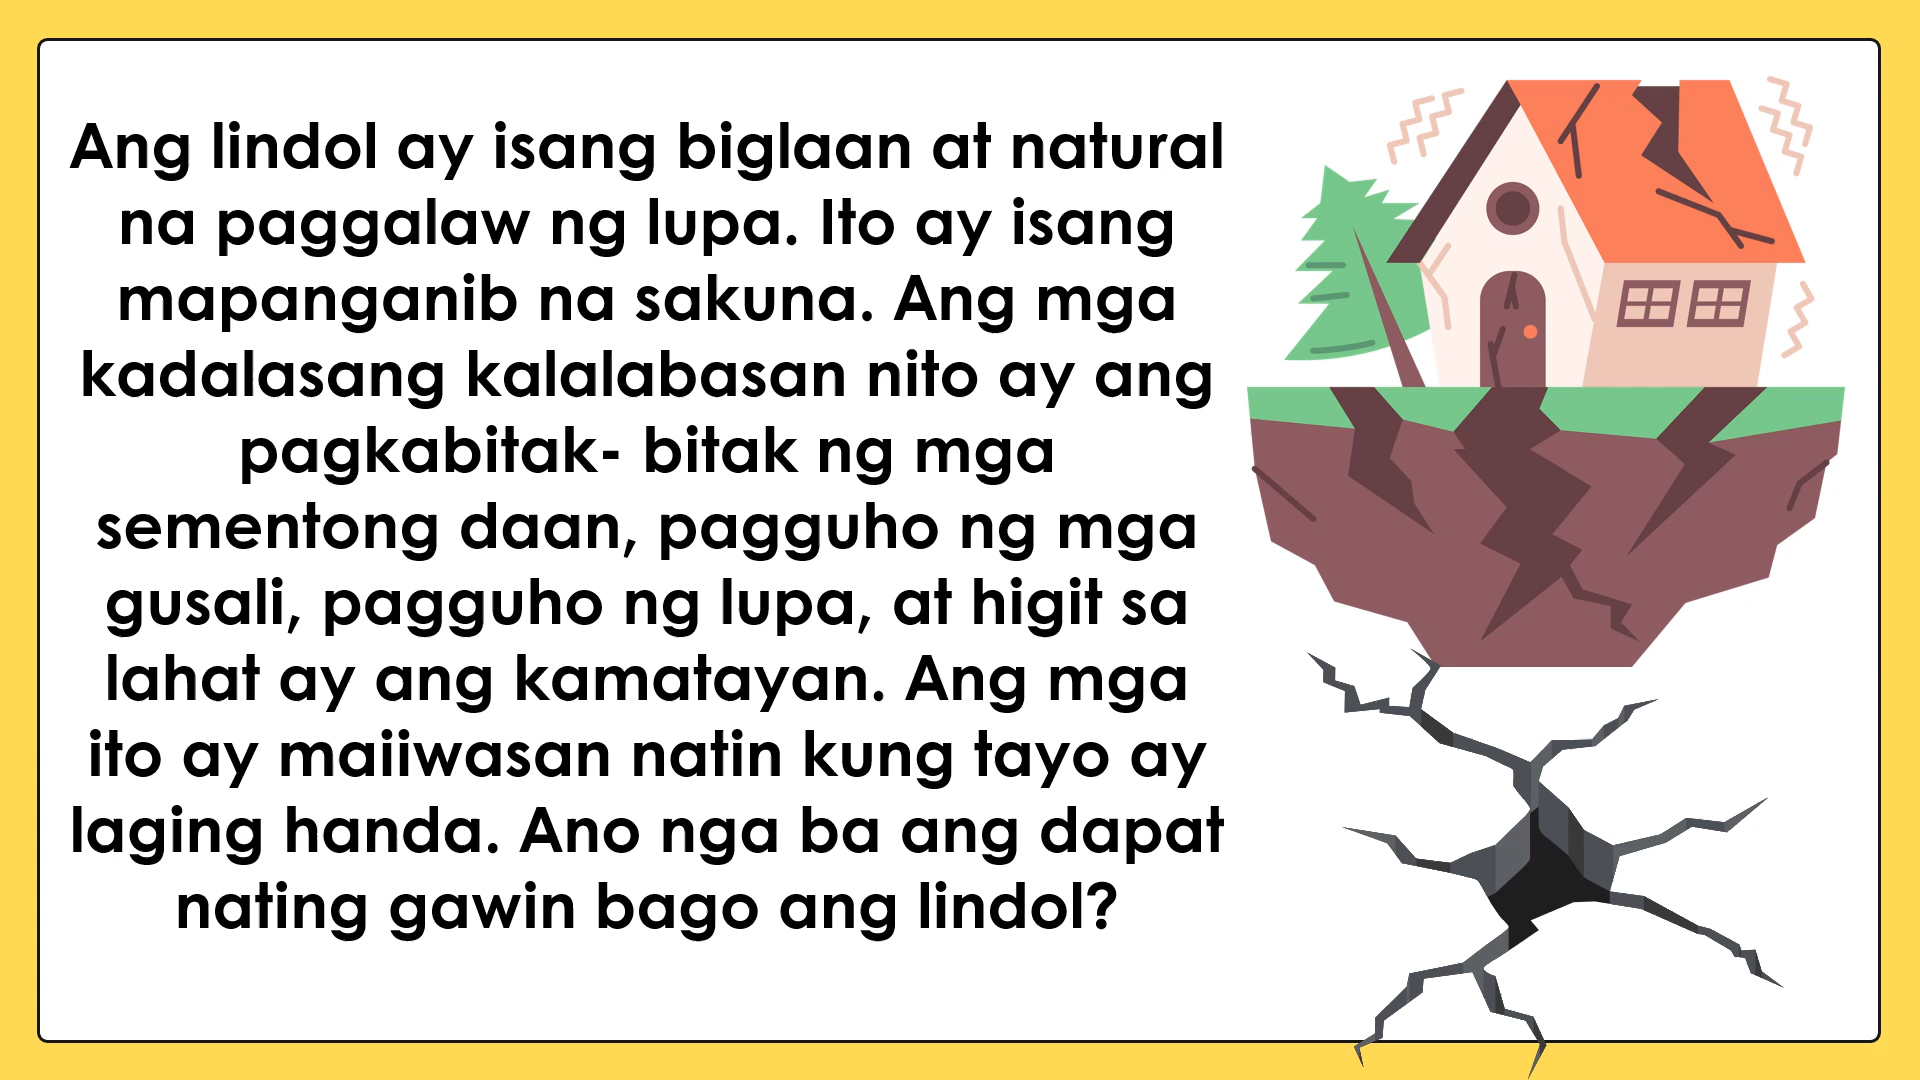 Ang lindol ay isang biglaan at natural
na paggalaw ng lupa. Ito ay isang
mapanganib na sakuna. Ang mga
kadalasang kalalabasan nito ay ang
pagkabitak- bitak ng mga
sementong daan, pagguho ng mga
gusali, pagguho ng lupa, at higit sa
lahat ay ang kamatayan. Ang mga
ito ay maiiwasan natin kung tayo ay
laging handa. Ano nga ba ang dapat
nating gawin bago ang lindol?